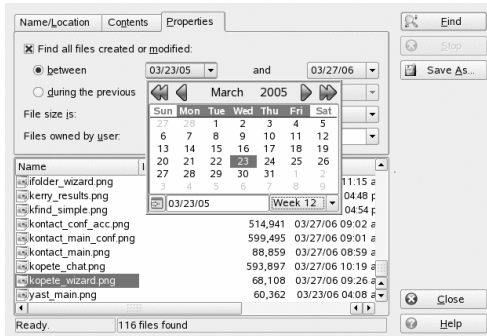 Name/Location Contents Properties
Find
Find all files created or modified:
Stop
between 03/23/05 and 03/27/06
Save As...
during the previous
March 2005
File size is:
Sun Mon Tue Wed Thu Fri Sat
27 28 1 2 3 4 5
Files owned by user:
6 7 8 9 10 11 12
13 14 15 16 17 18 19
20 21 22 23 24 25 26
27 28 29 30 31 1 2
3 4 5 6 7 8 9
03/23/05 Week 12
Name
ifolder_wizard.png 11:15 a
kerry_results.png 04:48 p
kfind_simple.png 04:54 p
kontact_conf_acc.png 514,941 03/27/06 09:02 a
kontact_main_conf.png 599,495 03/27/06 09:01 a
kontact_main.png 88,859 03/27/06 08:59 a
kopete_chat.png 593,897 03/27/06 10:19 a
kopete_wizard.png 68,108 03/27/06 09:26 a
yast_main.png 60,362 03/23/06 04:08 a
Close
Ready. 116 files found
Help